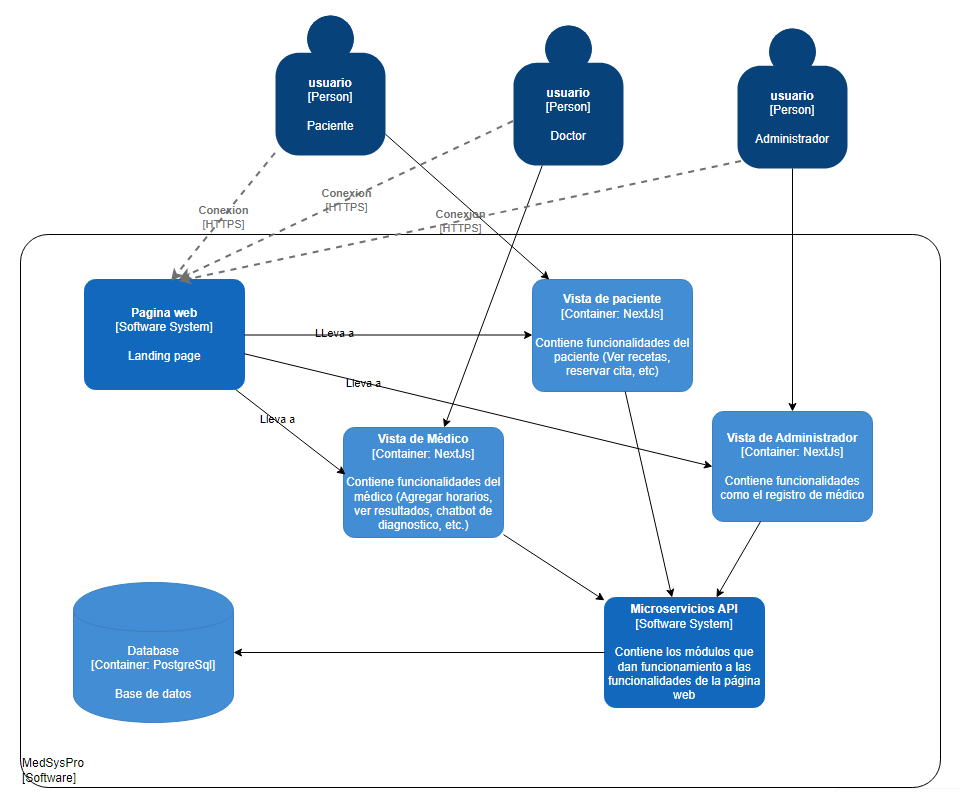 usuario
[Person]
Paciente
usuario
[Person]
Doctor
usuario
[Person]
Administrador
Conexion
[HTTPS]
Conexion
[HTTPS]
Conexion
[HTTPS]
Pagina web
[Software System]
Landing page
LLeva a
Lleva a
Lleva a
Vista de paciente
[Container: NextJs]
Contiene funcionalidades del
paciente (Ver recetas,
reservar cita, etc)
Vista de Médico
[Container: NextJs]
Contiene funcionalidades del
médico (Agregar horarios,
ver resultados, chatbot de
diagnostico, etc.)
Vista de Administrador
[Container: NextJs]
Contiene funcionalidades
como el registro de médico
Microservicios API
[Software System]
Contiene los módulos que
dan funcionamiento a las
funcionalidades de la página
web
Database
[Container: PostgreSql]
Base de datos
MedSysPro
[Software]